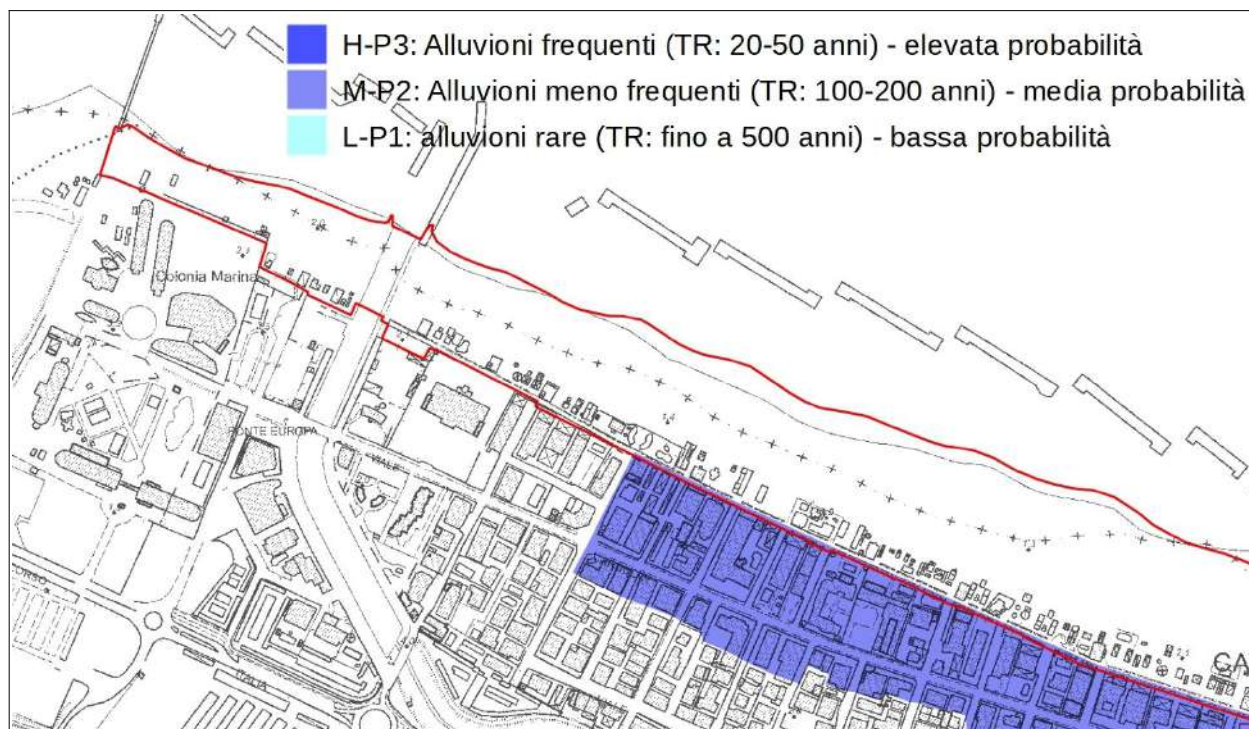 H-P3: Alluvioni frequenti (TR: 20-50 anni) - elevata probabilità
M-P2: Alluvioni meno frequenti (TR: 100-200 anni) - media probabilità
L-P1: alluvioni rare (TR: fino a 500 anni) - bassa probabilità
Colonia Marina
PONTE EUROPA
VIALE
CORSO
ITALIA
CA